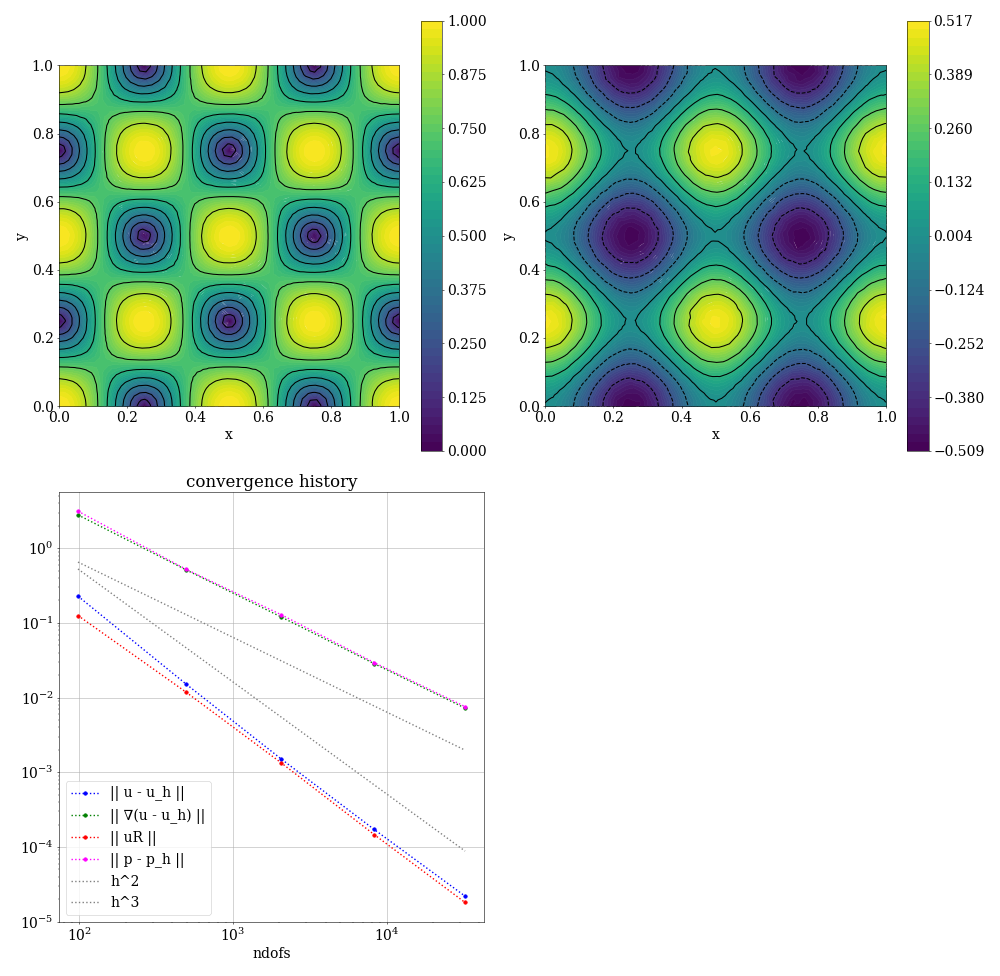 1.0
0.8
0.6
0.4
0.2
0.0
y
0.0 0.2 0.4 0.6 0.8 1.0
x
1.000
0.875
0.750
0.625
0.500
0.375
0.250
0.125
0.000
1.0
0.8
0.6
0.4
0.2
0.0
y
0.0 0.2 0.4 0.6 0.8 1.0
x
0.517
0.389
0.260
0.132
0.004
−0.124
−0.252
−0.380
−0.509
convergence history
10^0
10^−1
10^−2
10^−3
10^−4
10^−5
|| u - u_h ||
|| ∇(u - u_h) ||
|| uR ||
|| p - p_h ||
h^2
h^3
10^2 10^3 10^4
ndofs